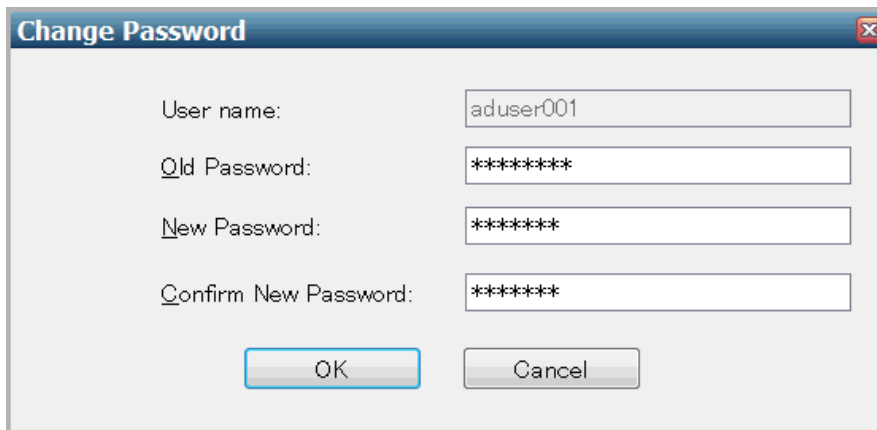 Change Password
User name: aduser001
Old Password: ********
New Password: *******
Confirm New Password: *******
OK Cancel